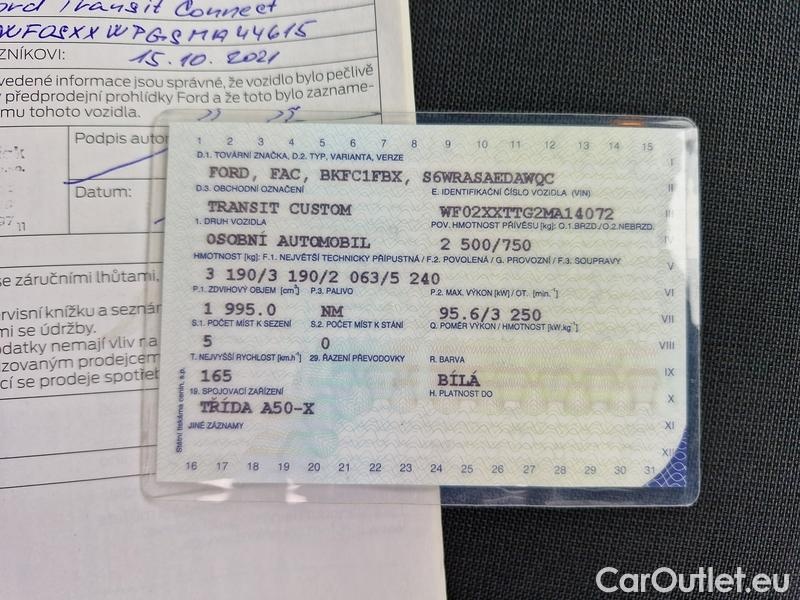 ord Transit Connect
WF0SXXWPGSMA44615
ZNÍKOVI: 15.10.2021
vedené informace jsou správné, že vozidlo bylo pečlivě
předprodejní prohlídky Ford a že toto bylo zazname-
mu tohoto vozidla.
Podpis autor
Datum:
se záručními lhůtami,
ervisní knížku a seznám
mi se údržby.
odatky nemají vliv na
zovaným prodejcem
cí se prodeje spotřeb
1 2 3 4 5 6 7 8 9 10 11 12 13 14 15
D.1. TOVÁRNÍ ZNAČKA, D.2. TYP, VARIANTA, VERZE
FORD, FAC, BKFC1FBX, S6WRASAEDAWQC
D.3. OBCHODNÍ OZNAČENÍ E. IDENTIFIKAČNÍ ČÍSLO VOZIDLA (VIN)
TRANSIT CUSTOM WF02XXTTG2MA14072
1. DRUH VOZIDLA POV. HMOTNOST PŘÍVĚSU [kg]: O.1.BRZD./O.2.NEBRZD.
OSOBNÍ AUTOMOBIL 2 500/750
HMOTNOST [kg]: F.1. NEJVĚTŠÍ TECHNICKY PŘÍPUSTNÁ / F.2. POVOLENÁ / G. PROVOZNÍ / F.3. SOUPRAVY
3 190/3 190/2 063/5 240
P.1. ZDVIHOVÝ OBJEM [cm³] P.3. PALIVO P.2. MAX. VÝKON [kW] / OT. [min.⁻¹]
1 995.0 NM 95.6/3 250
S.1. POČET MÍST K SEZENÍ S.2. POČET MÍST K STÁNÍ Q. POMĚR VÝKON / HMOTNOST [kW.kg⁻¹]
5 0
T. NEJVYŠŠÍ RYCHLOST [km.h⁻¹] 29. ŘAZENÍ PŘEVODOVKY R. BARVA
165 BÍLÁ
19. SPOJOVACÍ ZAŘÍZENÍ H. PLATNOST DO
TŘÍDA A50-X
JINÉ ZÁZNAMY
16 17 18 19 20 21 22 23 24 25 26 27 28 29 30 31
I
II
III
IV
V
VI
VII
VIII
IX
X
XI
XII
Státní tiskárna cenin, s.p.
CarOutlet.eu